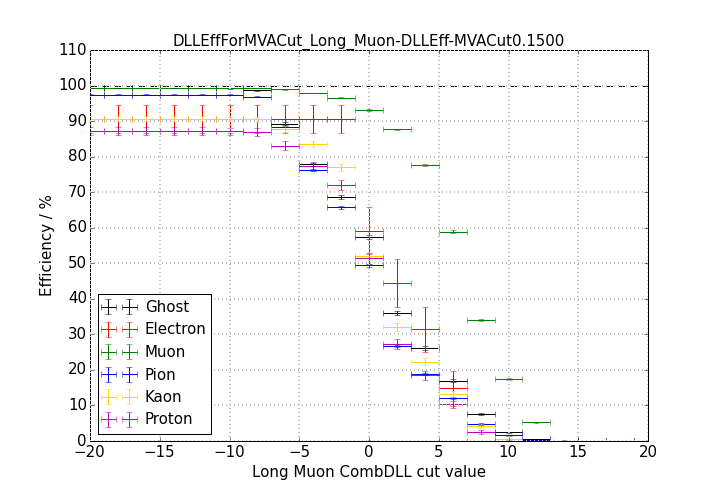 DLLEffForMVACut_Long_Muon-DLLEff-MVACut0.1500
110
100
90
80
70
60
50
40
30
20
10
0
Efficiency / %
Ghost
Electron
Muon
Pion
Kaon
Proton
−20 −15 −10 −5 0 5 10 15 20
Long Muon CombDLL cut value